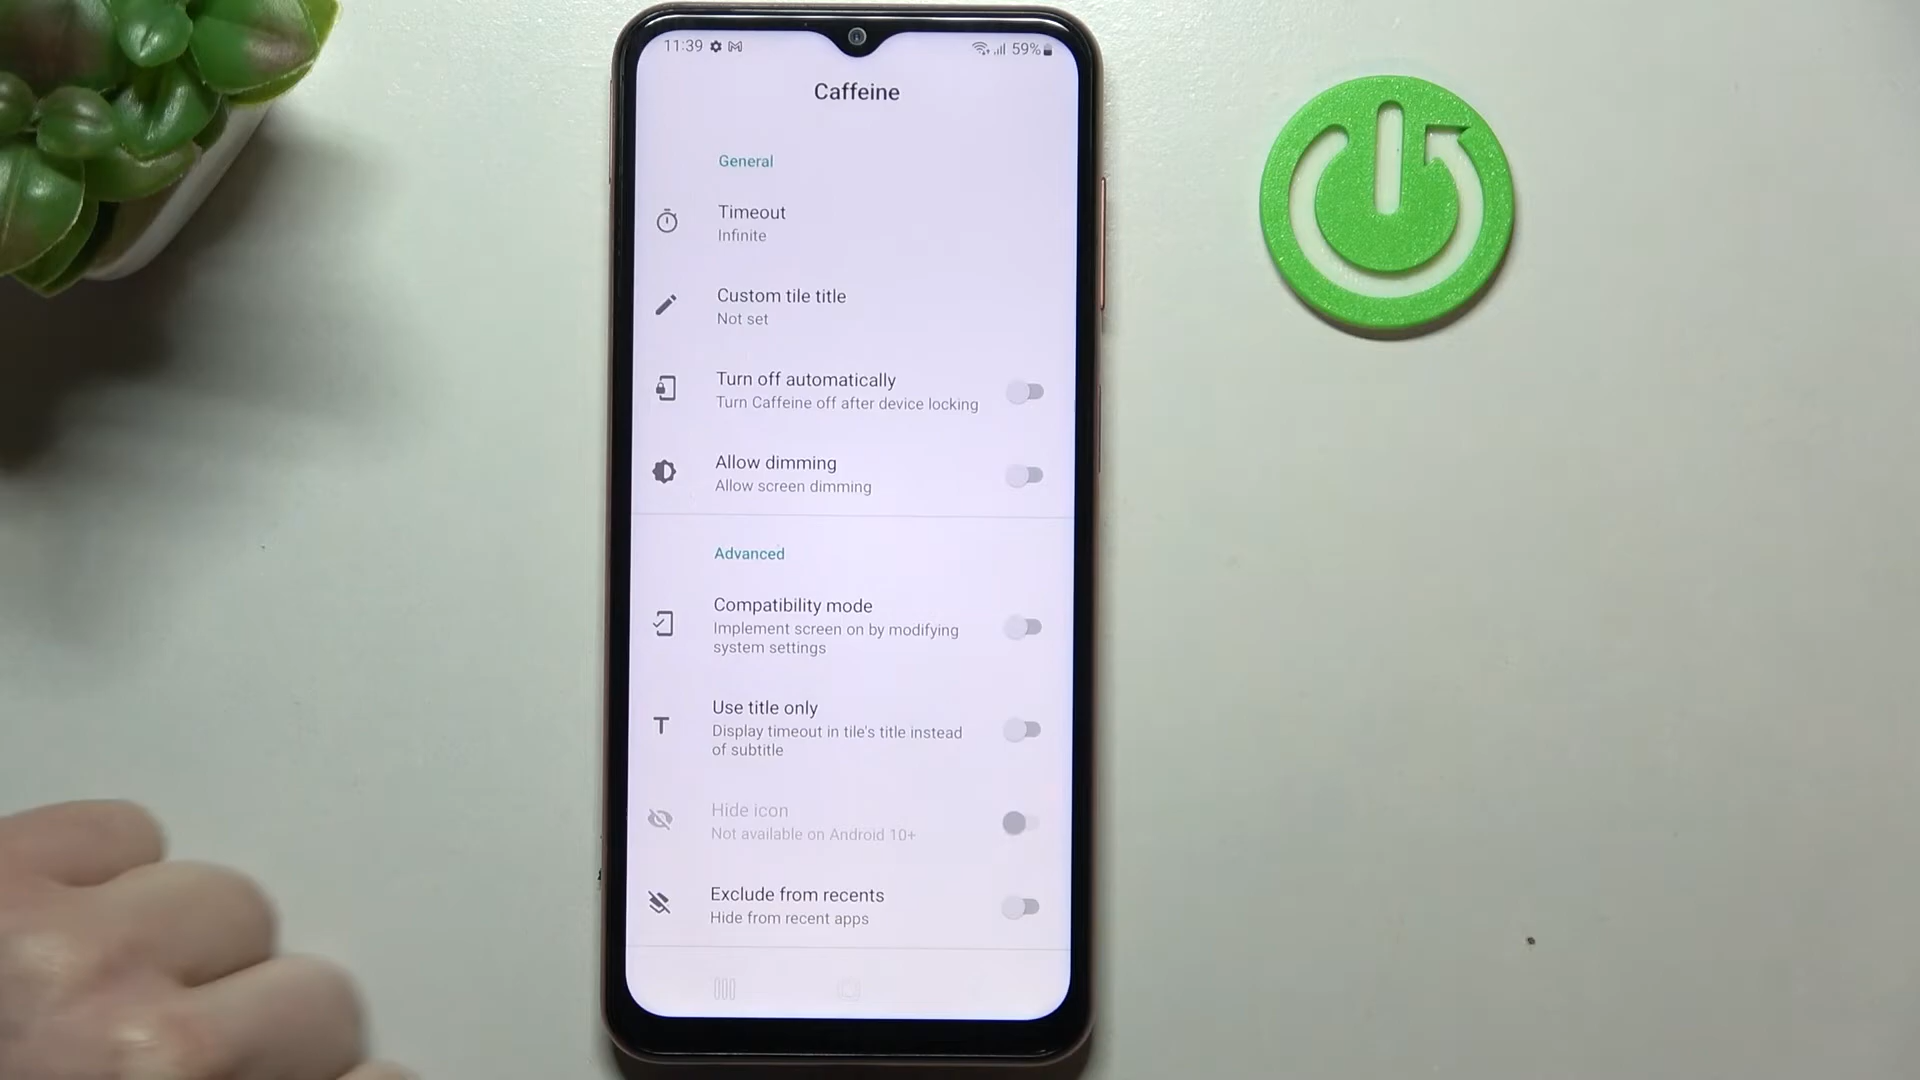 11:39
59%
Caffeine
General
Timeout
Infinite
Custom tile title
Not set
Turn off automatically
Turn Caffeine off after device locking
Allow dimming
Allow screen dimming
Advanced
Compatibility mode
Implement screen on by modifying
system settings
Use title only
Display timeout in tile's title instead
of subtitle
Hide icon
Not available on Android 10+
Exclude from recents
Hide from recent apps